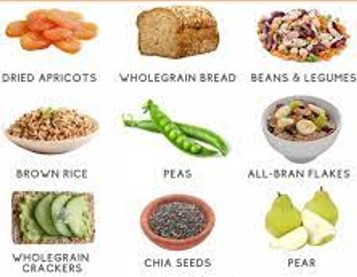 DRIED APRICOTS
WHOLEGRAIN BREAD
BEANS & LEGUMES
BROWN RICE
PEAS
ALL-BRAN FLAKES
WHOLEGRAIN
CRACKERS
CHIA SEEDS
PEAR